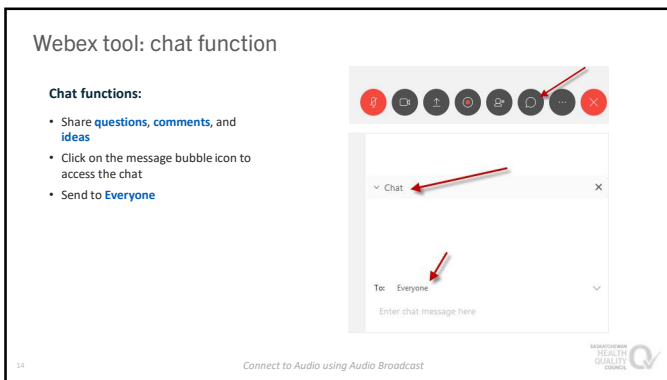 Webex tool: chat function
Chat functions:
• Share questions, comments, and
ideas
• Click on the message bubble icon to
access the chat
• Send to Everyone
Chat
To: Everyone
Enter chat message here
14
Connect to Audio using Audio Broadcast
SASKATCHEWAN
HEALTH
QUALITY
COUNCIL